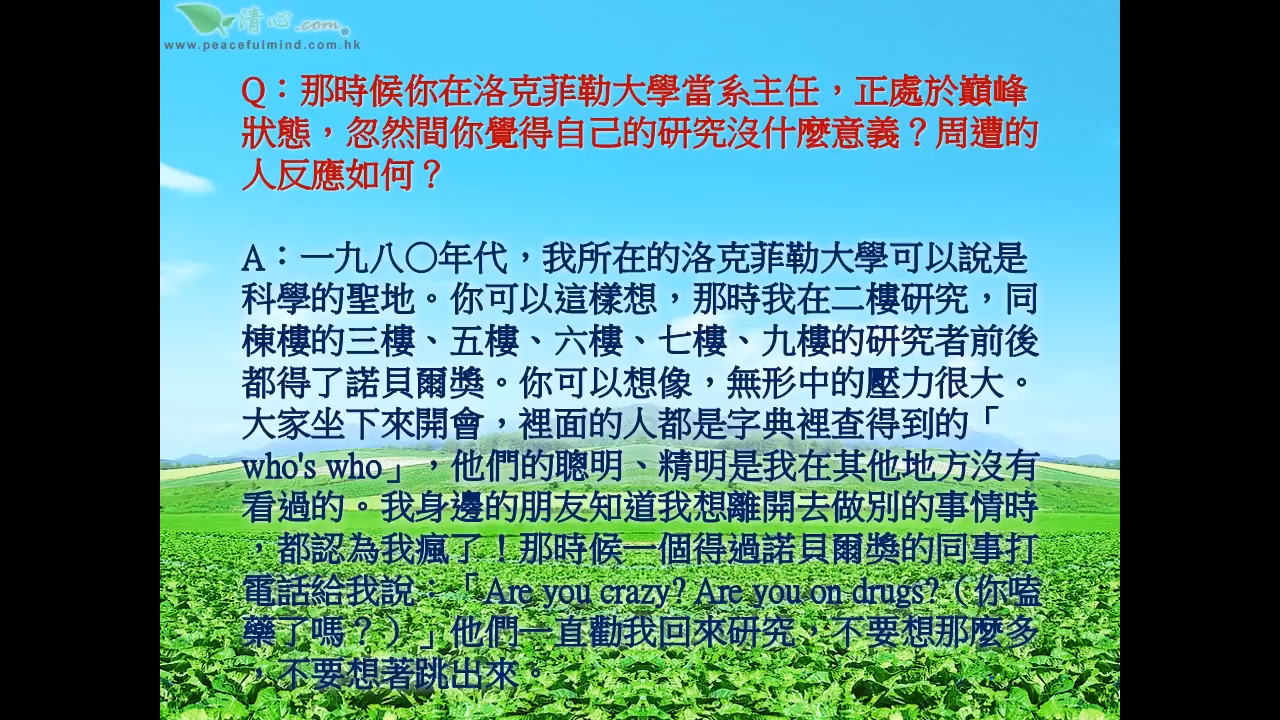 清心.com®
www.peacefulmind.com.hk
Q：那時候你在洛克菲勒大學當系主任，正處於巔峰
狀態，忽然間你覺得自己的研究沒什麼意義？周遭的
人反應如何？
A：一九八〇年代，我所在的洛克菲勒大學可以說是
科學的聖地。你可以這樣想，那時我在二樓研究，同
棟樓的三樓、五樓、六樓、七樓、九樓的研究者前後
都得了諾貝爾獎。你可以想像，無形中的壓力很大。
大家坐下來開會，裡面的人都是字典裡查得到的「
who's who」，他們的聰明、精明是我在其他地方沒有
看過的。我身邊的朋友知道我想離開去做別的事情時
，都認為我瘋了！那時候一個得過諾貝爾獎的同事打
電話給我說：「Are you crazy? Are you on drugs?（你嗑
藥了嗎？）」他們一直勸我回來研究，不要想那麼多
，不要想著跳出來。